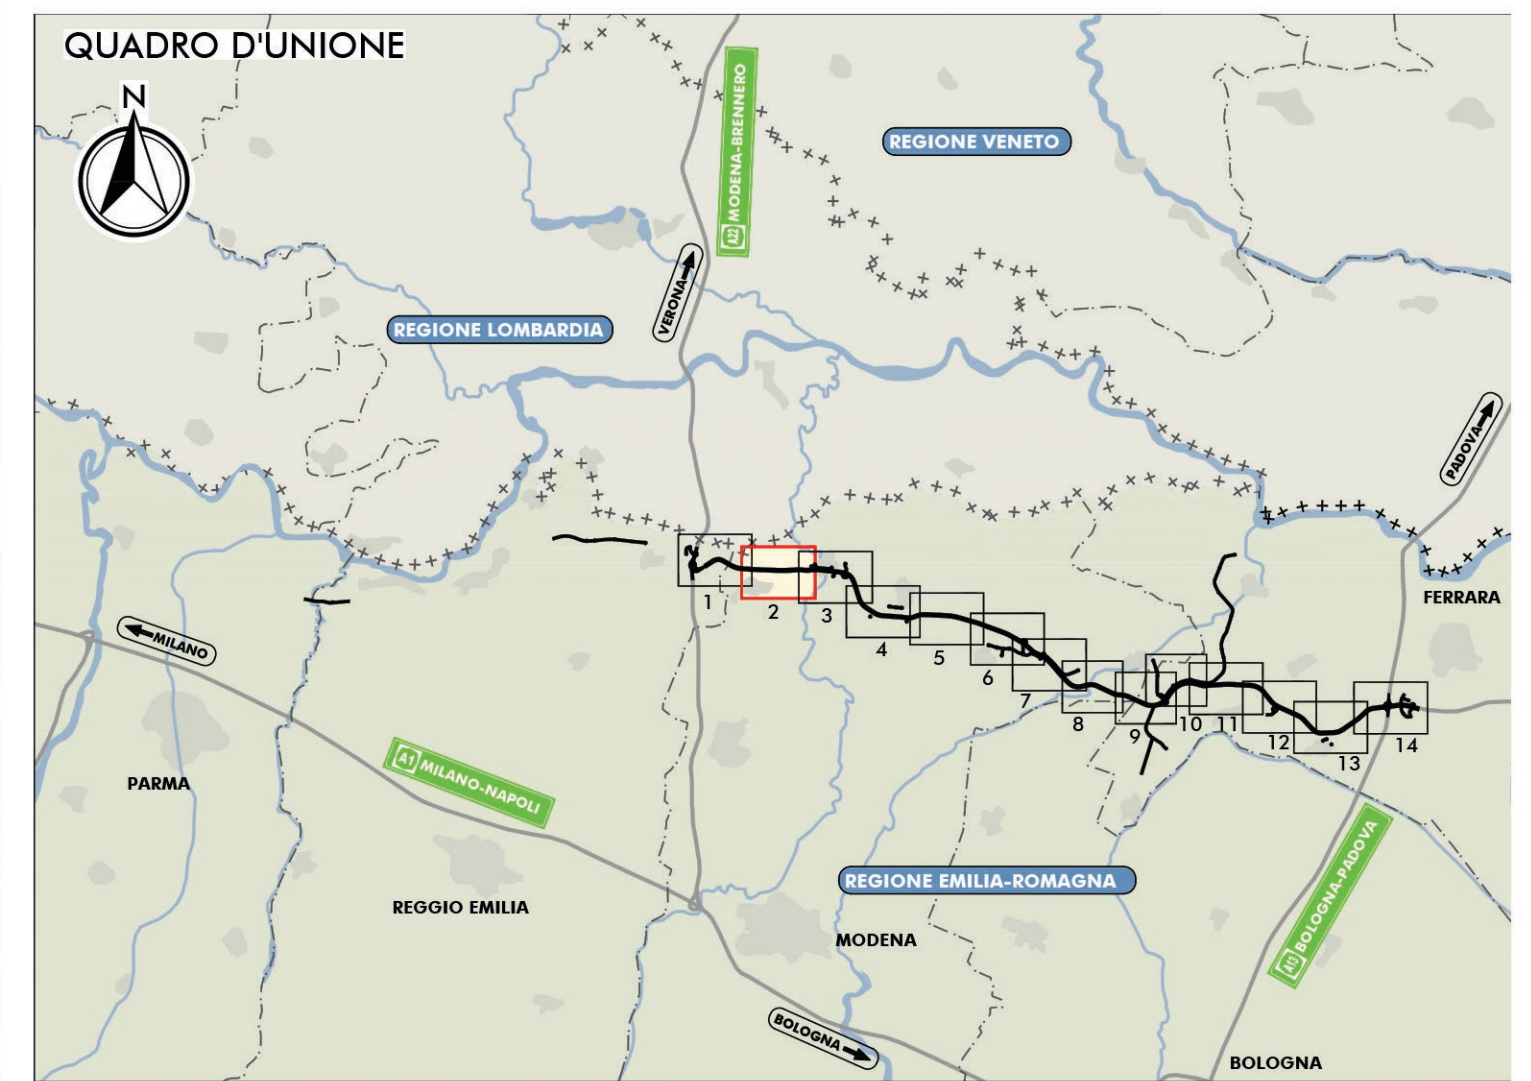 QUADRO D'UNIONE
N
A22 MODENA-BRENNERO
REGIONE VENETO
VERONA
REGIONE LOMBARDIA
PADOVA
FERRARA
MILANO
1
2
3
4
5
6
7
8
9
10
11
12
13
14
PARMA
A1 MILANO-NAPOLI
REGGIO EMILIA
REGIONE EMILIA-ROMAGNA
MODENA
A13 BOLOGNA-PADOVA
BOLOGNA
BOLOGNA